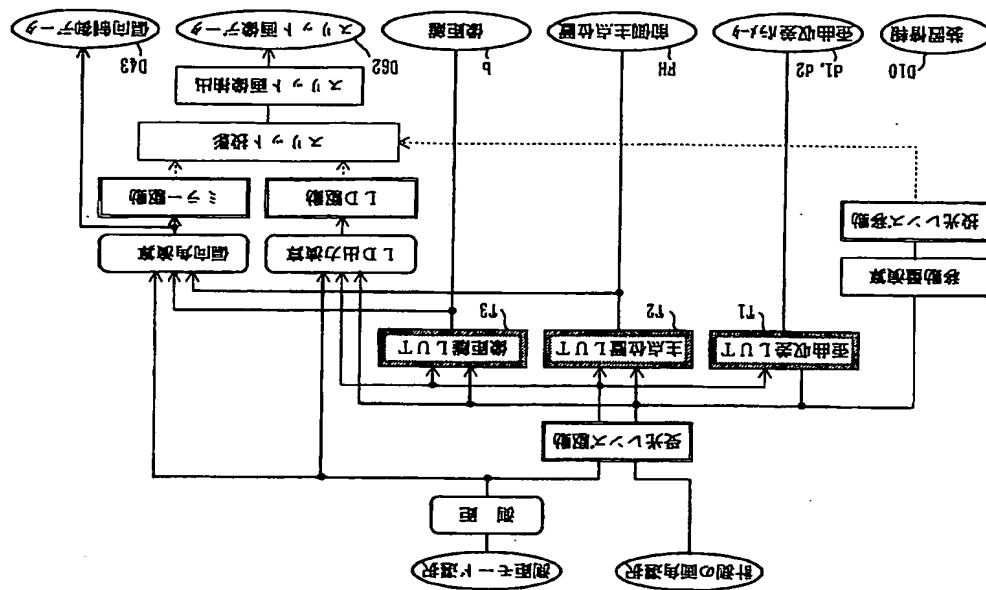 計測の画角選択
測距モード選択
測 距
受光レンズ駆動
歪曲収差LUT
主点位置LUT
像距離LUT
T1
T2
T3
移動量演算
投光レンズ移動
LD出力演算
偏向角演算
LD駆動
ミラー駆動
スリット投影
スリット画像抽出
D10
装置情報
d1, d2
歪曲収差パラメータ
FH
前側主点位置
b
像距離
D62
スリット画像データ
D43
偏向制御データ